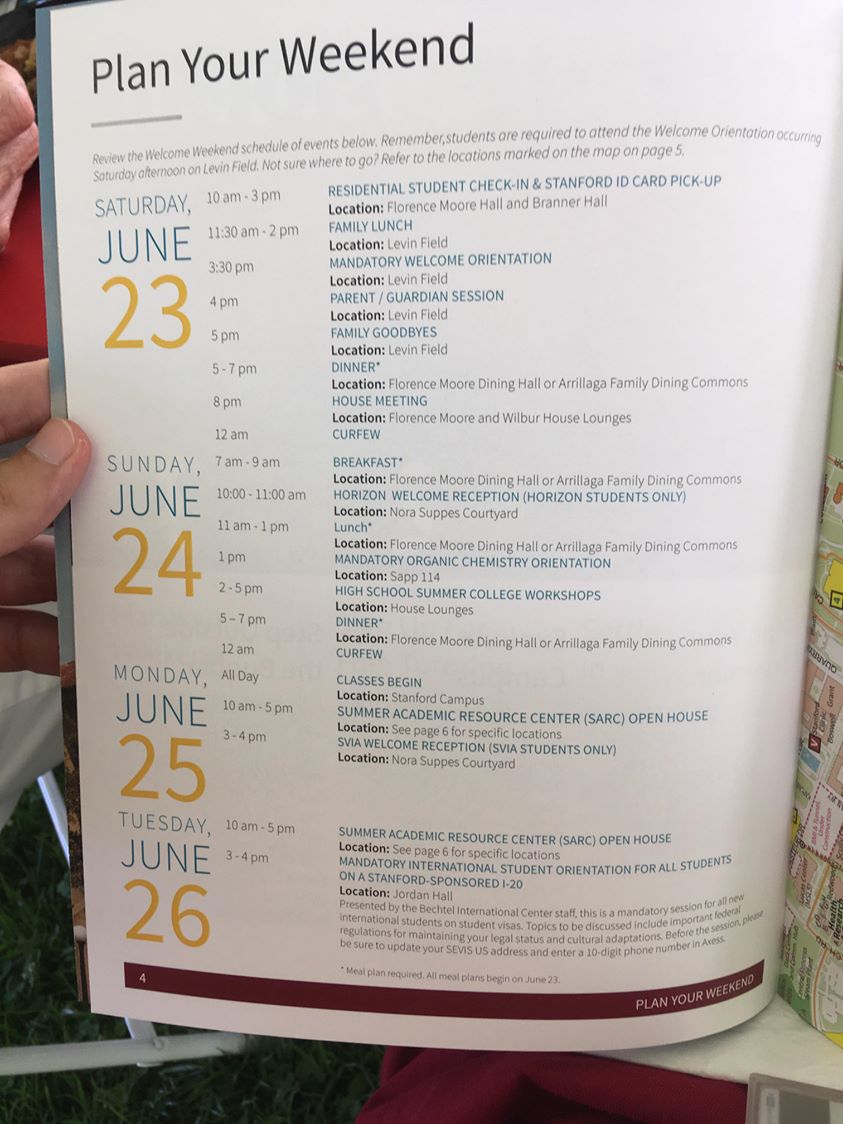 Plan Your Weekend
Review the Welcome Weekend schedule of events below. Remember,students are required to attend the Welcome Orientation occurring
Saturday afternoon on Levin Field. Not sure where to go? Refer to the locations marked on the map on page 5.
SATURDAY,
JUNE
23
10 am - 3 pm RESIDENTIAL STUDENT CHECK-IN & STANFORD ID CARD PICK-UP
Location: Florence Moore Hall and Branner Hall
11:30 am - 2 pm FAMILY LUNCH
Location: Levin Field
3:30 pm MANDATORY WELCOME ORIENTATION
Location: Levin Field
4 pm PARENT / GUARDIAN SESSION
Location: Levin Field
5 pm FAMILY GOODBYES
Location: Levin Field
5 - 7 pm DINNER*
Location: Florence Moore Dining Hall or Arrillaga Family Dining Commons
8 pm HOUSE MEETING
Location: Florence Moore and Wilbur House Lounges
12 am CURFEW
SUNDAY,
JUNE
24
7 am - 9 am BREAKFAST*
Location: Florence Moore Dining Hall or Arrillaga Family Dining Commons
10:00 - 11:00 am HORIZON WELCOME RECEPTION (HORIZON STUDENTS ONLY)
Location: Nora Suppes Courtyard
11 am - 1 pm Lunch*
Location: Florence Moore Dining Hall or Arrillaga Family Dining Commons
1 pm MANDATORY ORGANIC CHEMISTRY ORIENTATION
Location: Sapp 114
2 - 5 pm HIGH SCHOOL SUMMER COLLEGE WORKSHOPS
Location: House Lounges
5 – 7 pm DINNER*
Location: Florence Moore Dining Hall or Arrillaga Family Dining Commons
12 am CURFEW
MONDAY,
JUNE
25
All Day CLASSES BEGIN
Location: Stanford Campus
10 am - 5 pm SUMMER ACADEMIC RESOURCE CENTER (SARC) OPEN HOUSE
Location: See page 6 for specific locations
3 - 4 pm SVIA WELCOME RECEPTION (SVIA STUDENTS ONLY)
Location: Nora Suppes Courtyard
TUESDAY,
JUNE
26
10 am - 5 pm SUMMER ACADEMIC RESOURCE CENTER (SARC) OPEN HOUSE
Location: See page 6 for specific locations
3 - 4 pm MANDATORY INTERNATIONAL STUDENT ORIENTATION FOR ALL STUDENTS
ON A STANFORD-SPONSORED I-20
Location: Jordan Hall
Presented by the Bechtel International Center staff, this is a mandatory session for all new
international students on student visas. Topics to be discussed include important federal
regulations for maintaining your legal status and cultural adaptations. Before the session, please
be sure to update your SEVIS US address and enter a 10-digit phone number in Axess.
* Meal plan required. All meal plans begin on June 23.
4
PLAN YOUR WEEKEND
Stanford
Clinic
Boswell
Grant
Under
Construction